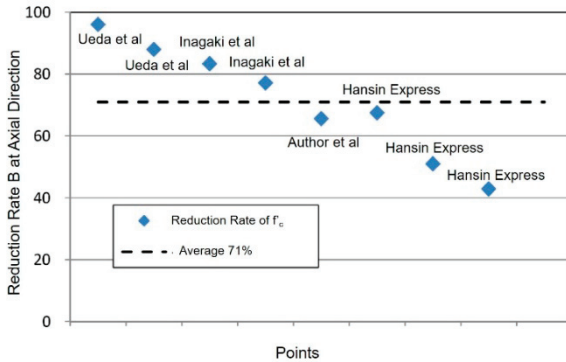 100
80
60
40
20
0
Reduction Rate B at Axial Direction
Ueda et al
Ueda et al
Inagaki et al
Inagaki et al
Author et al
Hansin Express
Hansin Express
Hansin Express
Reduction Rate of f'c
Average 71%
Points